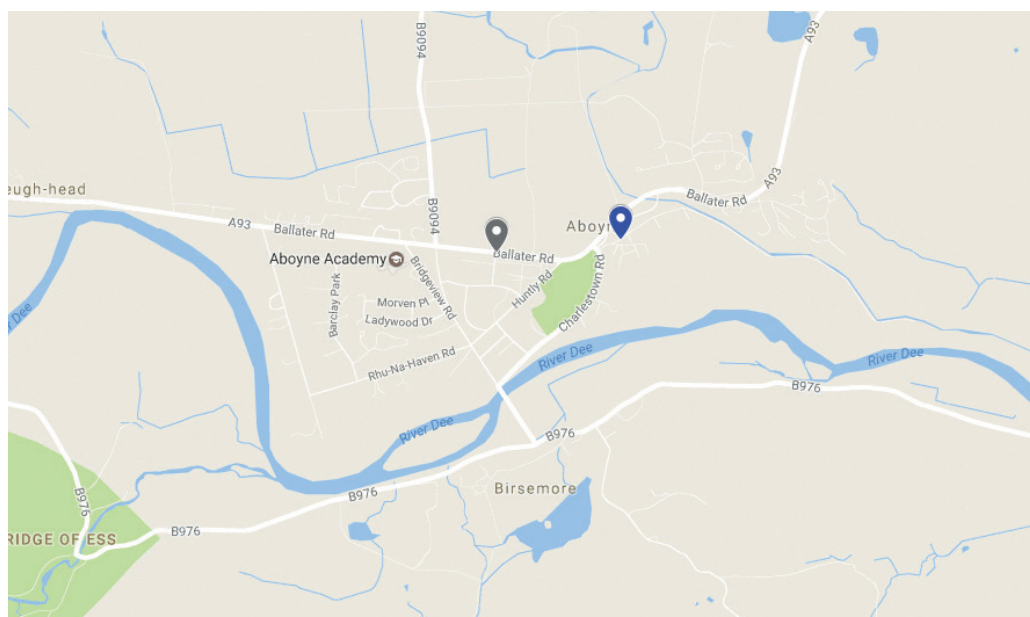 B9094
A93
eugh-head
Ballater Rd
A93
Aboyn
A93
Ballater Rd
B9094
Ballater Rd
Aboyne Academy
Bridgeview Rd
Huntly Rd
Charlestown Rd
Barclay Park
Morven Pl
Ladywood Dr
River Dee
Rhu-Na-Haven Rd
River Dee
River Dee
B976
River Dee
B976
Birsemore
B976
B976
B976
RIDGE OF ESS